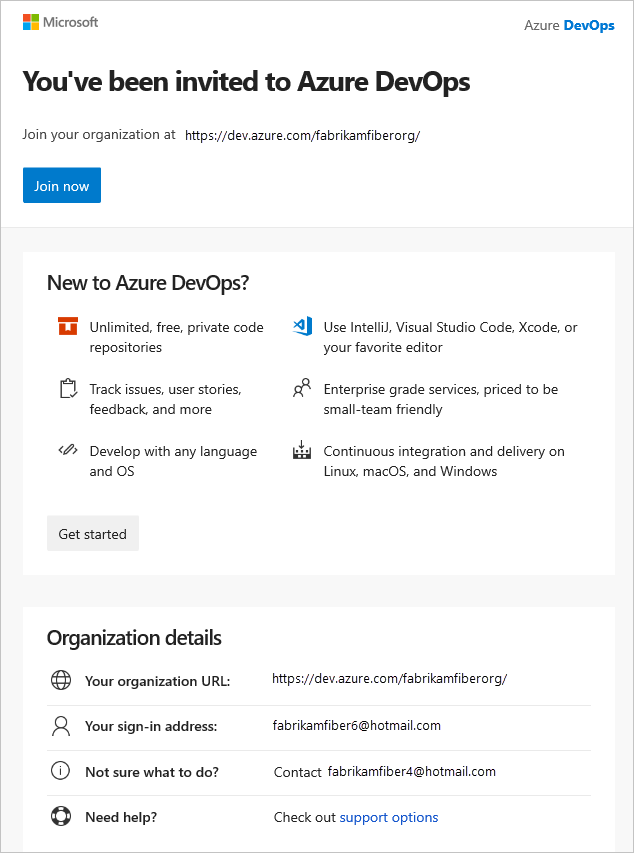 Microsoft
Azure DevOps
You've been invited to Azure DevOps
Join your organization at https://dev.azure.com/fabrikamfiberorg/
Join now
New to Azure DevOps?
Unlimited, free, private code
repositories
Use IntelliJ, Visual Studio Code, Xcode, or
your favorite editor
Track issues, user stories,
feedback, and more
Enterprise grade services, priced to be
small-team friendly
Develop with any language
and OS
Continuous integration and delivery on
Linux, macOS, and Windows
Get started
Organization details
Your organization URL: https://dev.azure.com/fabrikamfiberorg/
Your sign-in address: fabrikamfiber6@hotmail.com
Not sure what to do? Contact fabrikamfiber4@hotmail.com
Need help? Check out support options